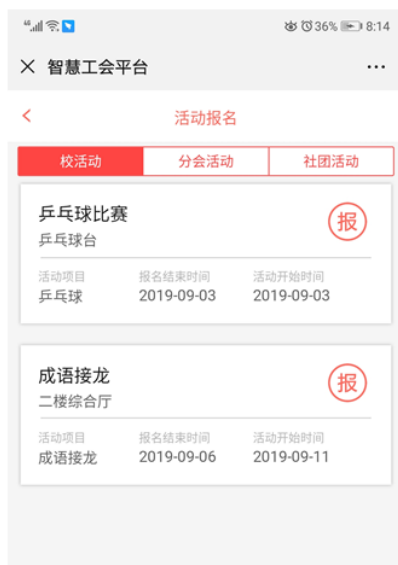 46 36% 8:14
智慧工会平台
活动报名
校活动 分会活动 社团活动
乒乓球比赛
报
乒乓球台
活动项目 报名结束时间 活动开始时间
乒乓球 2019-09-03 2019-09-03
成语接龙
报
二楼综合厅
活动项目 报名结束时间 活动开始时间
成语接龙 2019-09-06 2019-09-11